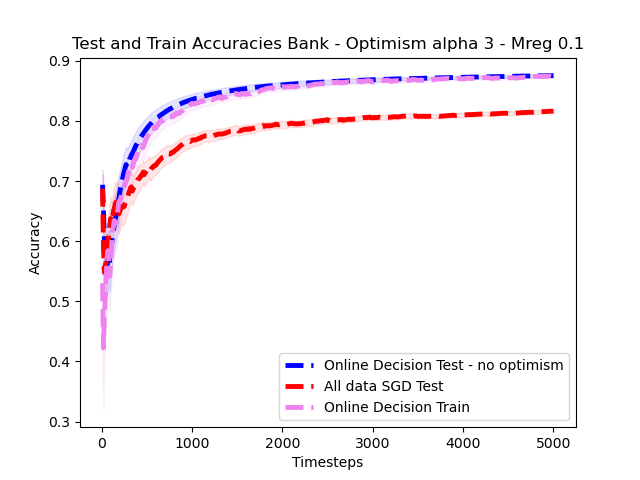 Test and Train Accuracies Bank - Optimism alpha 3 - Mreg 0.1
0.9
0.8
0.7
0.6
0.5
0.4
0.3
Accuracy
Online Decision Test - no optimism
All data SGD Test
Online Decision Train
0 1000 2000 3000 4000 5000
Timesteps